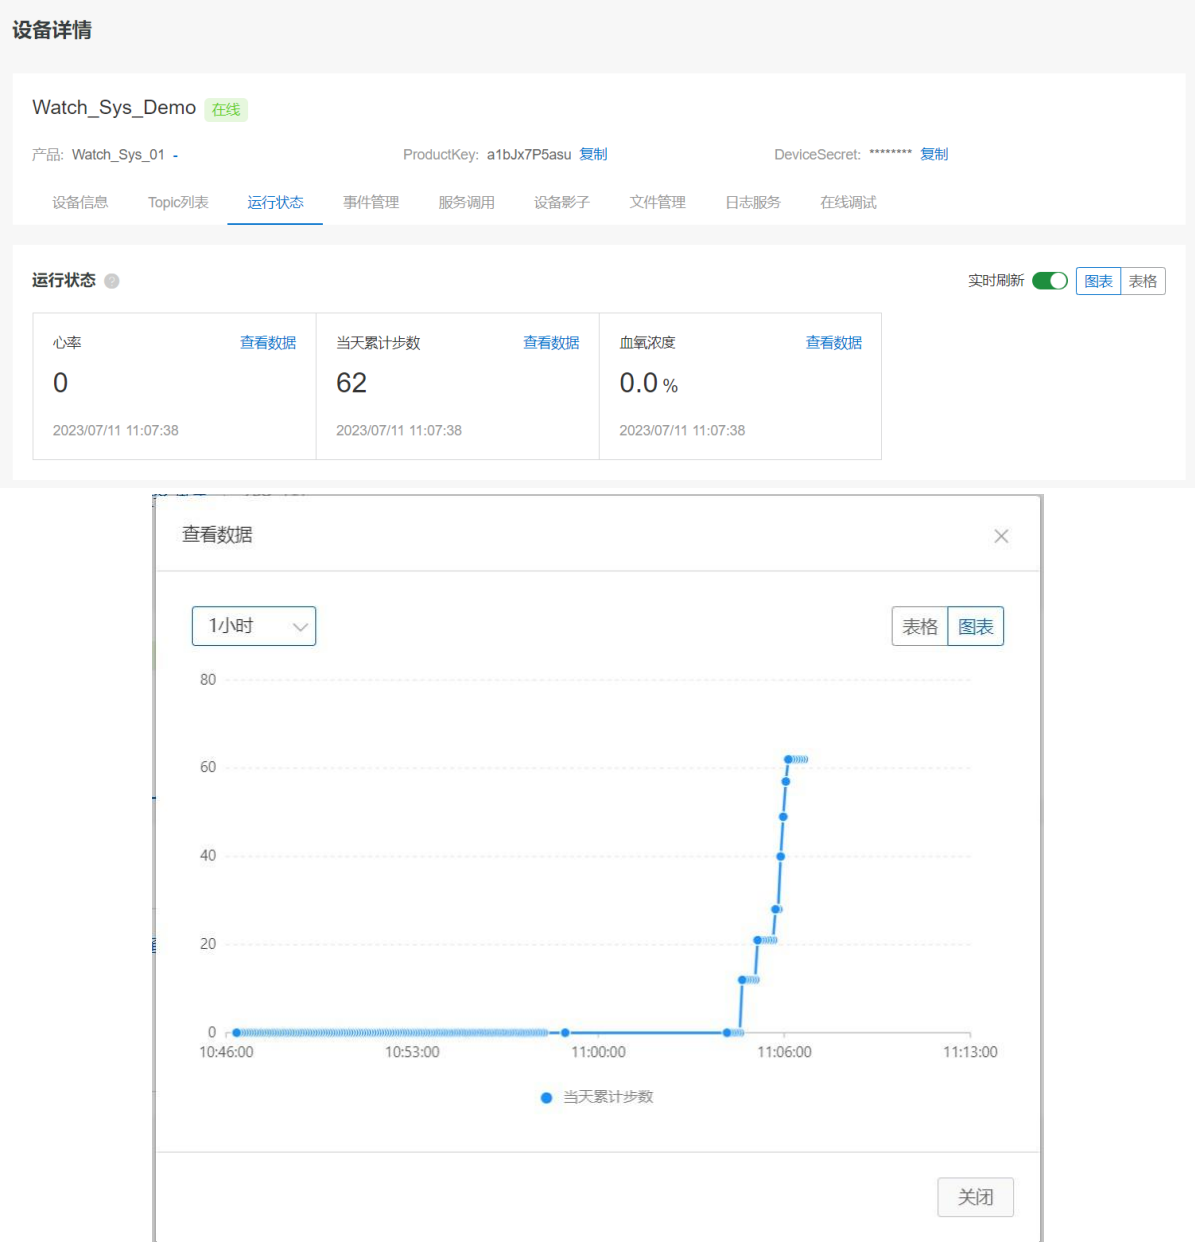 设备详情
Watch_Sys_Demo 在线
产品: Watch_Sys_01 - ProductKey: a1bJx7P5asu 复制 DeviceSecret: ******** 复制
设备信息 Topic列表 运行状态 事件管理 服务调用 设备影子 文件管理 日志服务 在线调试
运行状态 ? 实时刷新 图表 表格
心率 查看数据 当天累计步数 查看数据 血氧浓度 查看数据
0 62 0.0 %
2023/07/11 11:07:38 2023/07/11 11:07:38 2023/07/11 11:07:38
查看数据
1小时 表格 图表
80
60
40
20
0
10:46:00 10:53:00 11:00:00 11:06:00 11:13:00
当天累计步数
关闭